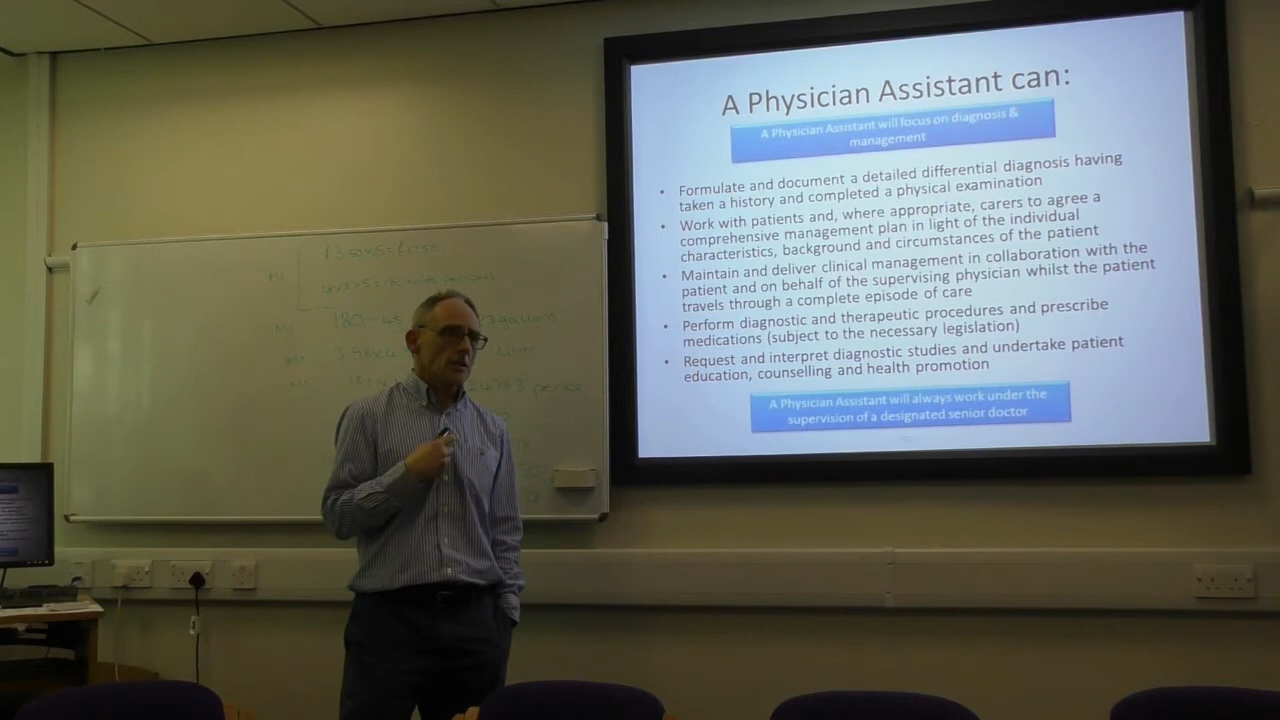 A Physician Assistant can:
A Physician Assistant will focus on diagnosis &
management
• Formulate and document a detailed differential diagnosis having
taken a history and completed a physical examination
• Work with patients and, where appropriate, carers to agree a
comprehensive management plan in light of the individual
characteristics, background and circumstances of the patient
• Maintain and deliver clinical management in collaboration with the
patient and on behalf of the supervising physician whilst the patient
travels through a complete episode of care
• Perform diagnostic and therapeutic procedures and prescribe
medications (subject to the necessary legislation)
• Request and interpret diagnostic studies and undertake patient
education, counselling and health promotion
A Physician Assistant will always work under the
supervision of a designated senior doctor
180
gallons